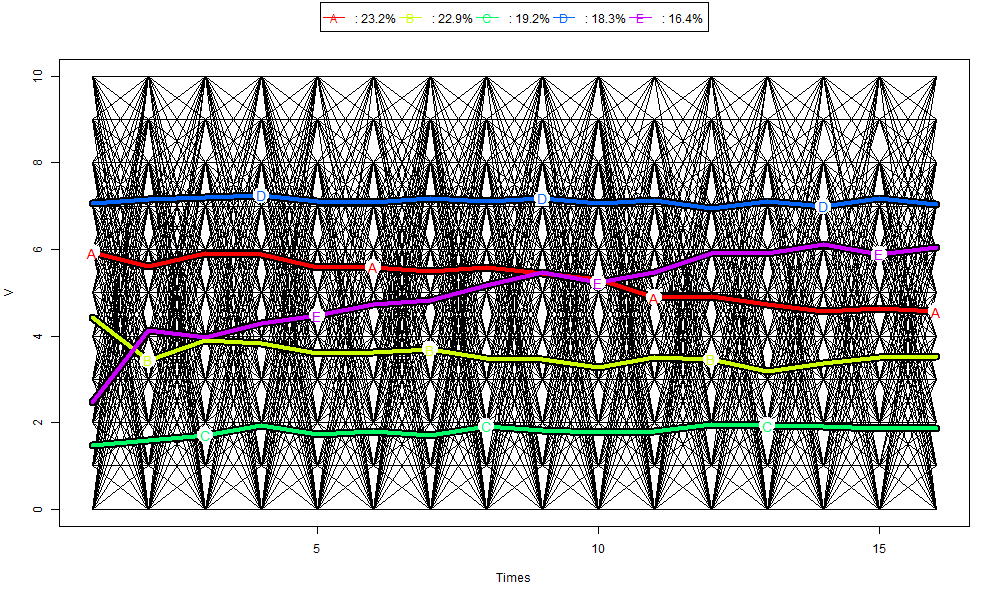 A : 23.2% B : 22.9% C : 19.2% D : 18.3% E : 16.4%
10
8
6
4
2
0
V
D D D
A A A A
E E E
B B B
C C C
5 10 15
Times